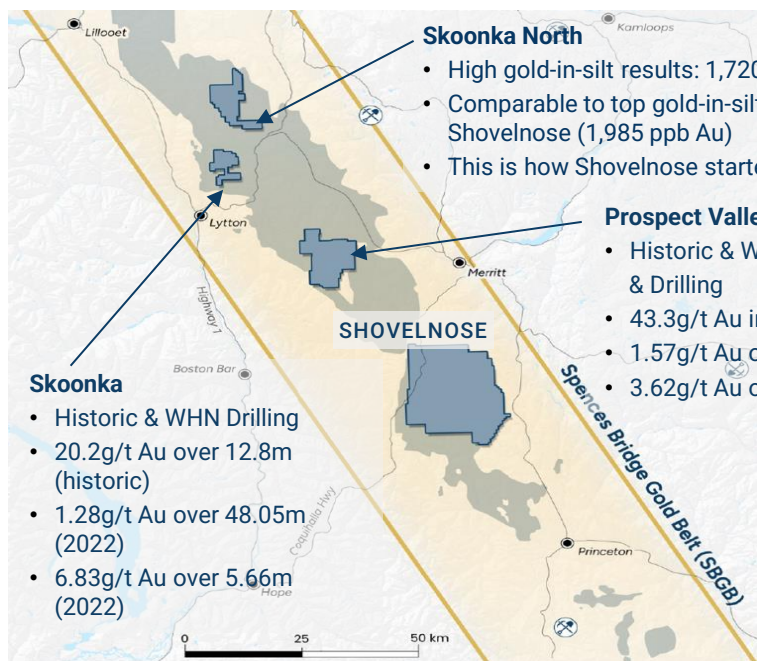 Lillooet
Kamloops
Skoonka North
• High gold-in-silt results: 1,720
• Comparable to top gold-in-silt
Shovelnose (1,985 ppb Au)
• This is how Shovelnose starte
Lytton
Prospect Valle
• Historic & W
& Drilling
• 43.3g/t Au i
• 1.57g/t Au o
• 3.62g/t Au o
Merritt
Highway 1
SHOVELNOSE
Boston Bar
Skoonka
• Historic & WHN Drilling
• 20.2g/t Au over 12.8m
(historic)
• 1.28g/t Au over 48.05m
(2022)
• 6.83g/t Au over 5.66m
(2022)
Spences Bridge Gold Belt (SBGB)
Coquihalla Hwy
Princeton
Hope
0 25 50 km